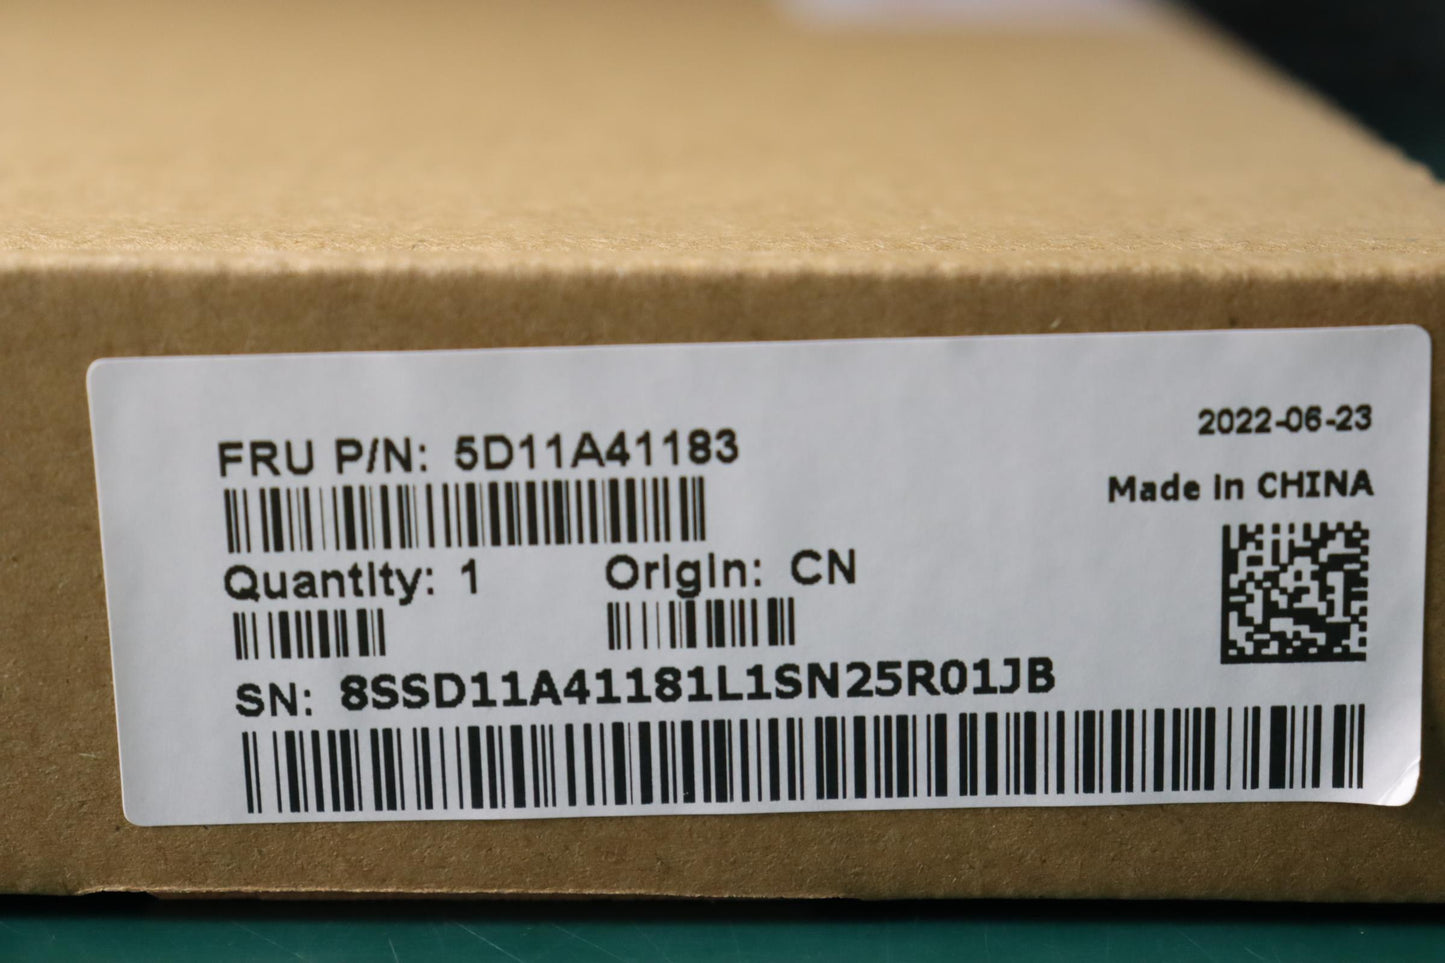 2022-06-23
FRU P/N: 5D11A41183
Made in CHINA
Quantity: 1 Origin: CN
SN: 8SSD11A41181L1SN25R01JB